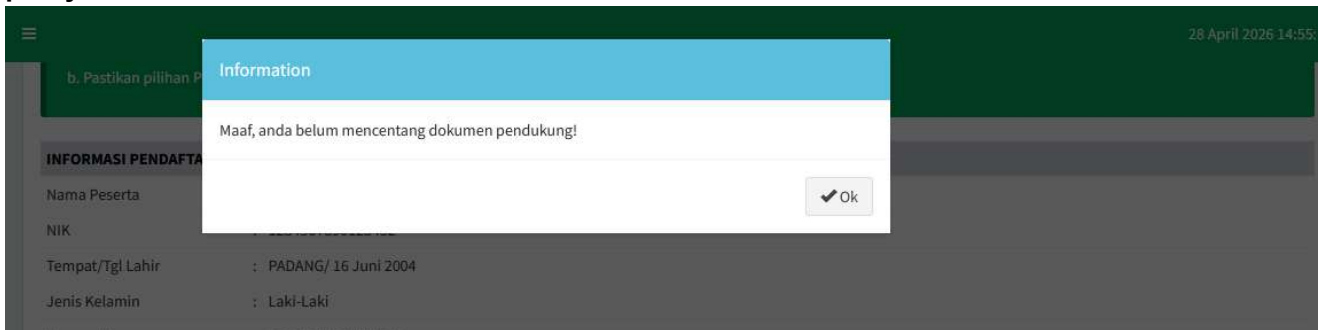 28 April 2026 14:55:
b. Pastikan pilihan P
Information
Maaf, anda belum mencentang dokumen pendukung!
Ok
INFORMASI PENDAFTA
Nama Peserta
NIK :
Tempat/Tgl Lahir : PADANG/ 16 Juni 2004
Jenis Kelamin : Laki-Laki